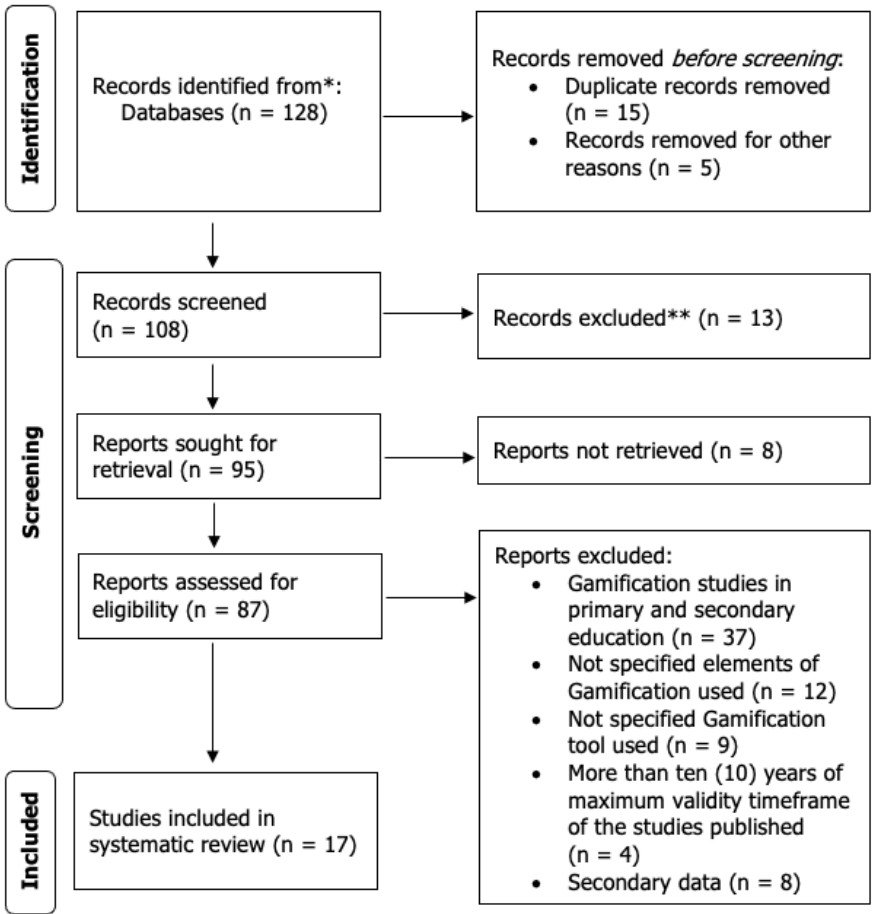 Identification
Records identified from*:
Databases (n = 128)
Records removed before screening:
• Duplicate records removed
(n = 15)
• Records removed for other
reasons (n = 5)
Screening
Records screened
(n = 108)
Records excluded** (n = 13)
Reports sought for
retrieval (n = 95)
Reports not retrieved (n = 8)
Reports assessed for
eligibility (n = 87)
Reports excluded:
• Gamification studies in
primary and secondary
education (n = 37)
• Not specified elements of
Gamification used (n = 12)
• Not specified Gamification
tool used (n = 9)
• More than ten (10) years of
maximum validity timeframe
of the studies published
(n = 4)
• Secondary data (n = 8)
Included
Studies included in
systematic review (n = 17)